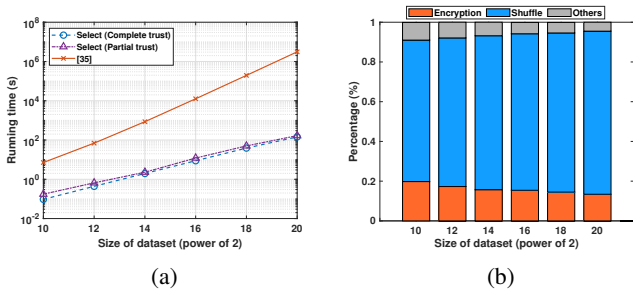 10^8
10^6
10^4
10^2
10^0
10^-2
Running time (s)
Select (Complete trust)
Select (Partial trust)
[35]
10 12 14 16 18 20
Size of dataset (power of 2)
(a)
Encryption Shuffle Others
1
0.8
0.6
0.4
0.2
0
Percentage (%)
10 12 14 16 18 20
Size of dataset (power of 2)
(b)